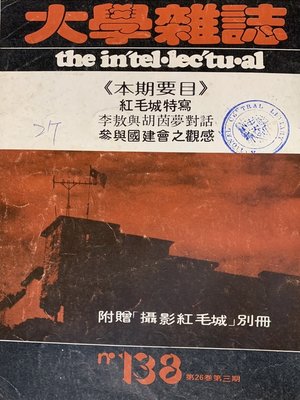 大學雜誌
the in'tel·lec'tu·al
《本期要目》
紅毛城特寫
李敖與胡茵夢對話
參與國建會之觀感
27
附贈「攝影紅毛城」別冊
nº138 第26卷第三期